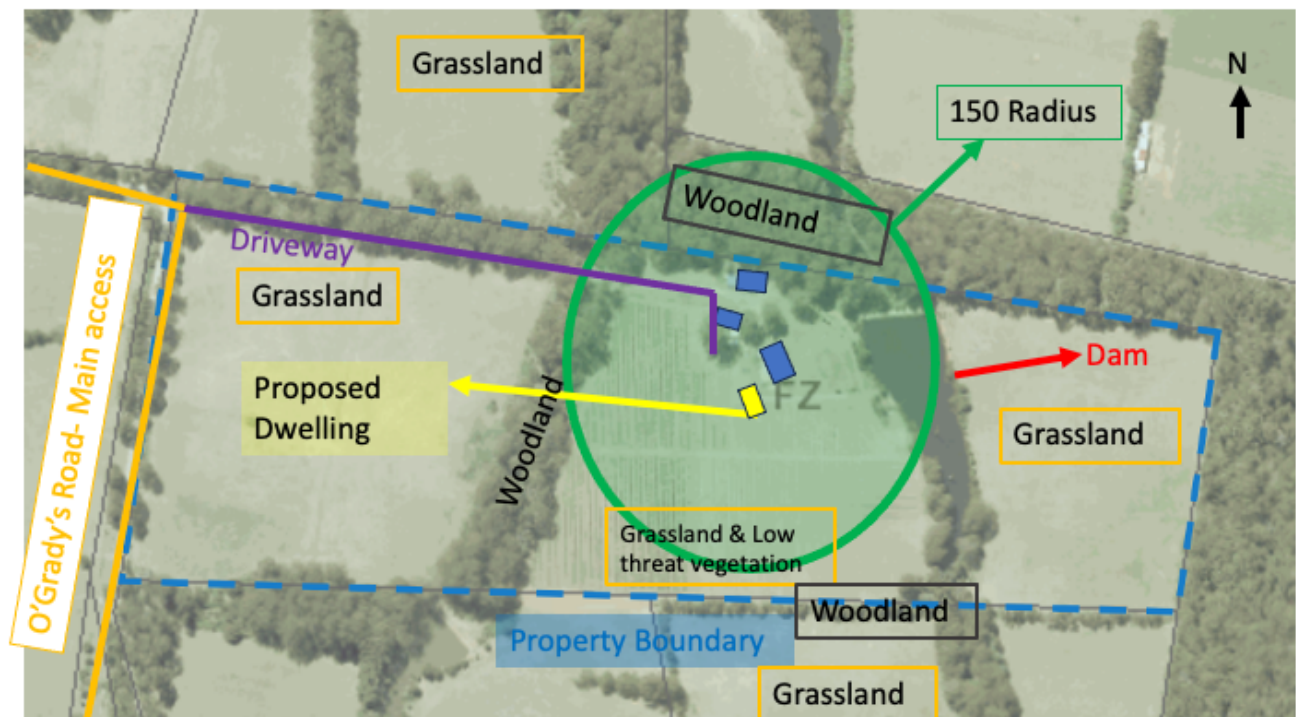 Grassland
N
150 Radius
Woodland
Driveway
Grassland
O'Grady's Road- Main access
Dam
Proposed
Dwelling
FZ
Woodland
Grassland
Grassland & Low
threat vegetation
Woodland
Property Boundary
Grassland